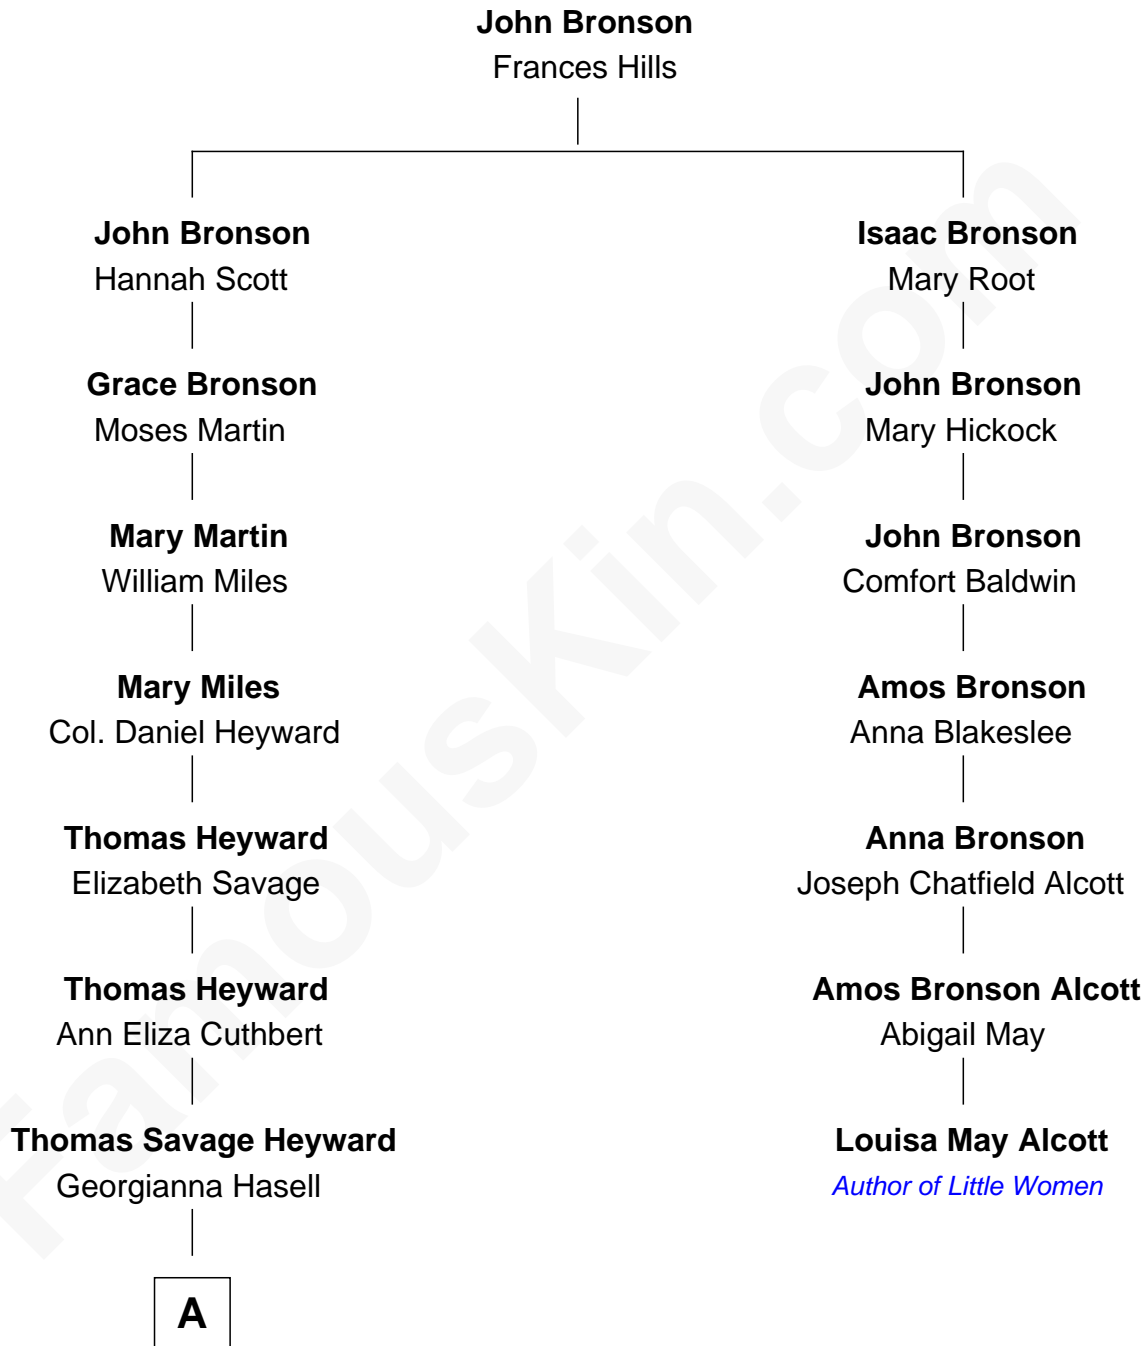 John Bronson
Frances Hills
John Bronson
Hannah Scott
Grace Bronson
Moses Martin
Mary Martin
William Miles
Mary Miles
Col. Daniel Heyward
Thomas Heyward
Elizabeth Savage
Thomas Heyward
Ann Eliza Cuthbert
Thomas Savage Heyward
Georgianna Hasell
A
Isaac Bronson
Mary Root
John Bronson
Mary Hickock
John Bronson
Comfort Baldwin
Amos Bronson
Anna Blakeslee
Anna Bronson
Joseph Chatfield Alcott
Amos Bronson Alcott
Abigail May
Louisa May Alcott
Author of Little Women
FamousKin.com